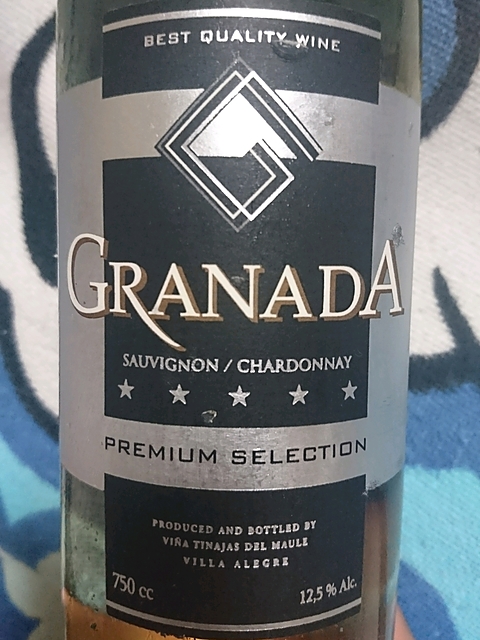 BEST QUALITY WINE
GRANADA
SAUVIGNON / CHARDONNAY
PREMIUM SELECTION
PRODUCED AND BOTTLED BY
VIÑA TINAJAS DEL MAULE
VILLA ALEGRE
750 cc 12,5 % Alc.